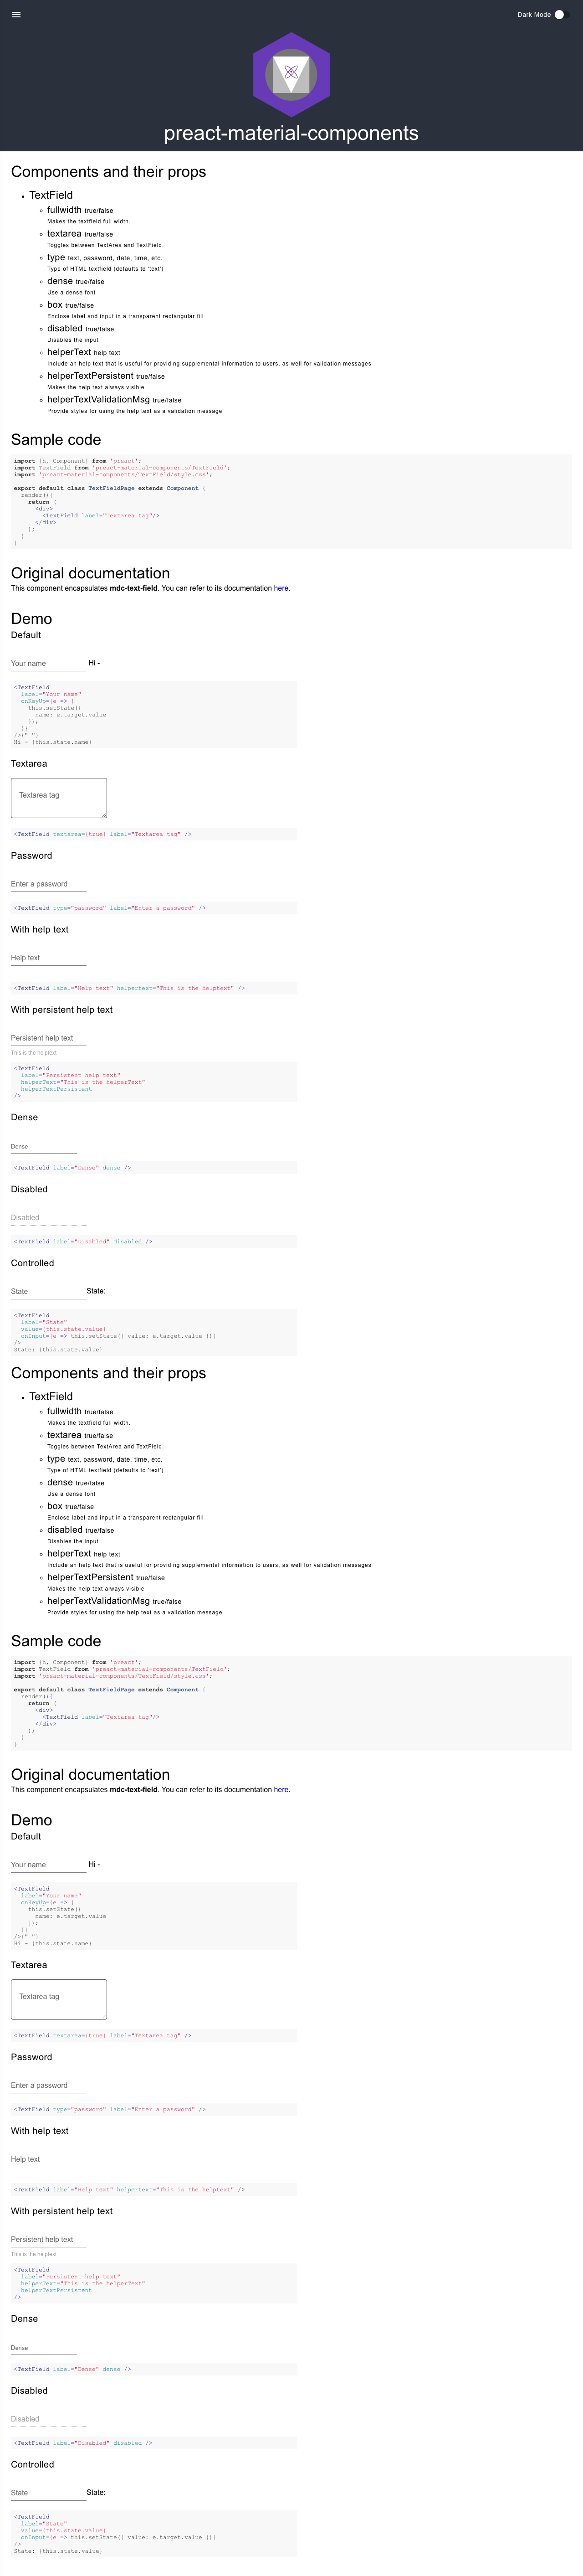 Dark Mode
preact-material-components
Components and their props
TextField
fullwidth true/false
Makes the textfield full width.
textarea true/false
Toggles between TextArea and TextField.
type text, password, date, time, etc.
Type of HTML textfield (defaults to 'text')
dense true/false
Use a dense font
box true/false
Enclose label and input in a transparent rectangular fill
disabled true/false
Disables the input
helperText help text
Include an help text that is useful for providing supplemental information to users, as well for validation messages
helperTextPersistent true/false
Makes the help text always visible
helperTextValidationMsg true/false
Provide styles for using the help text as a validation message
Sample code
import {h, Component} from 'preact';
import TextField from 'preact-material-components/TextField';
import 'preact-material-components/TextField/style.css';
export default class TextFieldPage extends Component {
render(){
return (
<div>
<TextField label="Textarea tag"/>
</div>
);
}
}
Original documentation
This component encapsulates mdc-text-field. You can refer to its documentation here.
Demo
Default
Your name Hi -
<TextField
label="Your name"
onKeyUp={e => {
this.setState({
name: e.target.value
});
}}
/>{" "}
Hi - {this.state.name}
Textarea
Textarea tag
<TextField textarea={true} label="Textarea tag" />
Password
Enter a password
<TextField type="password" label="Enter a password" />
With help text
Help text
<TextField label="Help text" helpertext="This is the helptext" />
With persistent help text
Persistent help text
This is the helptext
<TextField
label="Persistent help text"
helperText="This is the helperText"
helperTextPersistent
/>
Dense
Dense
<TextField label="Dense" dense />
Disabled
Disabled
<TextField label="Disabled" disabled />
Controlled
State State:
<TextField
label="State"
value={this.state.value}
onInput={e => this.setState({ value: e.target.value })}
/>
State: {this.state.value}
Components and their props
TextField
fullwidth true/false
Makes the textfield full width.
textarea true/false
Toggles between TextArea and TextField.
type text, password, date, time, etc.
Type of HTML textfield (defaults to 'text')
dense true/false
Use a dense font
box true/false
Enclose label and input in a transparent rectangular fill
disabled true/false
Disables the input
helperText help text
Include an help text that is useful for providing supplemental information to users, as well for validation messages
helperTextPersistent true/false
Makes the help text always visible
helperTextValidationMsg true/false
Provide styles for using the help text as a validation message
Sample code
import {h, Component} from 'preact';
import TextField from 'preact-material-components/TextField';
import 'preact-material-components/TextField/style.css';
export default class TextFieldPage extends Component {
render(){
return (
<div>
<TextField label="Textarea tag"/>
</div>
);
}
}
Original documentation
This component encapsulates mdc-text-field. You can refer to its documentation here.
Demo
Default
Your name Hi -
<TextField
label="Your name"
onKeyUp={e => {
this.setState({
name: e.target.value
});
}}
/>{" "}
Hi - {this.state.name}
Textarea
Textarea tag
<TextField textarea={true} label="Textarea tag" />
Password
Enter a password
<TextField type="password" label="Enter a password" />
With help text
Help text
<TextField label="Help text" helpertext="This is the helptext" />
With persistent help text
Persistent help text
This is the helptext
<TextField
label="Persistent help text"
helperText="This is the helperText"
helperTextPersistent
/>
Dense
Dense
<TextField label="Dense" dense />
Disabled
Disabled
<TextField label="Disabled" disabled />
Controlled
State State:
<TextField
label="State"
value={this.state.value}
onInput={e => this.setState({ value: e.target.value })}
/>
State: {this.state.value}